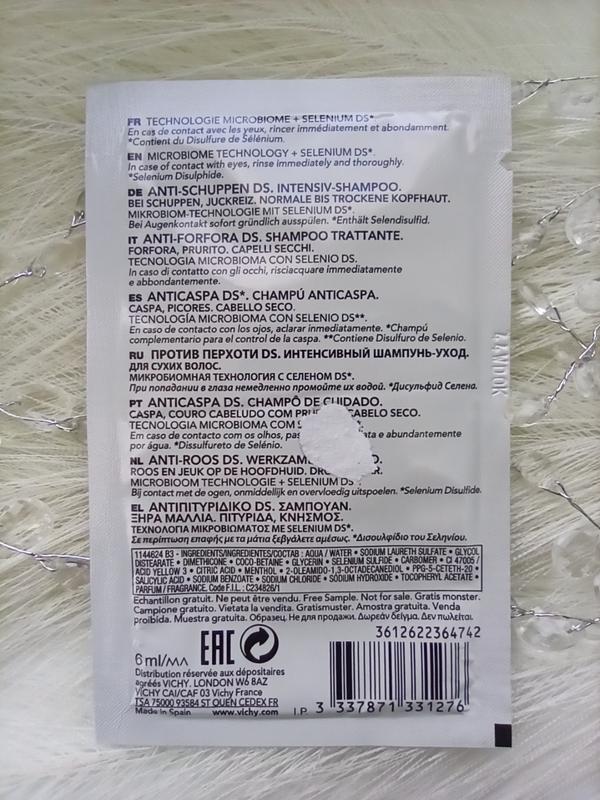 FR TECHNOLOGIE MICROBIOME + SELENIUM DS*
En cas de contact avec les yeux, rincer immédiatement et abondamment.
*Contient du Disulfure de Sélénium.
EN MICROBIOME TECHNOLOGY + SELENIUM DS*.
In case of contact with eyes, rinse immediately and thoroughly.
*Selenium Disulphide.
DE ANTI-SCHUPPEN DS. INTENSIV-SHAMPOO.
BEI SCHUPPEN, JUCKREIZ. NORMALE BIS TROCKENE KOPFHAUT.
MIKROBIOM-TECHNOLOGIE MIT SELENIUM DS*.
Bei Augenkontakt sofort gründlich ausspülen. *Enthält Selendisulfid.
IT ANTI-FORFORA DS. SHAMPOO TRATTANTE.
FORFORA, PRURITO. CAPELLI SECCHI.
TECNOLOGIA MICROBIOMA CON SELENIO DS.
In caso di contatto con gli occhi, risciacquare immediatamente
e abbondantemente.
ES ANTICASPA DS*. CHAMPÚ ANTICASPA.
CASPA, PICORES. CABELLO SECO.
TECNOLOGÍA MICROBIOMA CON SELENIO DS**.
En caso de contacto con los ojos, aclarar inmediatamente. *Champú
complementario para el control de la caspa. **Contiene Disulfuro de Selenio.
RU ПРОТИВ ПЕРХОТИ DS. ИНТЕНСИВНЫЙ ШАМПУНЬ-УХОД.
ДЛЯ СУХИХ ВОЛОС.
МИКРОБИОМНАЯ ТЕХНОЛОГИЯ С СЕЛЕНОМ DS*.
При попадании в глаза немедленно промойте их водой. *Дисульфид Селена.
PT ANTICASPA DS. CHAMPÔ DE CUIDADO.
CASPA, COURO CABELUDO COM CABELO SECO.
TECNOLOGIA MICROBIOMA COM
Em caso de contacto com os olhos, e abundantemente
por água. *Dissulfureto de Selénio.
NL ANTI-ROOS DS.
ROOS EN JEUK OP DE HOOFDHUID.
MICROBIOOM TECHNOLOGIE + SELENIUM
Bij contact met de ogen, onmiddellijk en overvloedig uitspoelen. *Selenium Disulfide.
EL ΑΝΤΙΠΙΤΥΡΙΔΙΚΟ DS. ΣΑΜΠΟΥΑΝ.
ΞΗΡΑ ΜΑΛΛΙΑ. ΠΙΤΥΡΙΔΑ, ΚΝΗΣΜΟΣ.
ΤΕΧΝΟΛΟΓΙΑ ΜΙΚΡΟΒΙΩΜΑΤΟΣ ΜΕ SELENIUM DS*.
Σε περίπτωση επαφής με τα μάτια ξεβγάλετε αμέσως. *Δισουλφίδιο του Σεληνίου.
1144624 B3 - INGREDIENTS/INGREDIENTES/СОСТАВ : AQUA / WATER • SODIUM LAURETH SULFATE • GLYCOL
DISTEARATE • DIMETHICONE • COCO-BETAINE • GLYCERIN • SELENIUM SULFIDE • CARBOMER • CI 47005 /
ACID YELLOW 3 • CITRIC ACID • MENTHOL • 2-OLEAMIDO-1,3-OCTADECANEDIOL • PPG-5-CETETH-20 •
SALICYLIC ACID • SODIUM BENZOATE • SODIUM CHLORIDE • SODIUM HYDROXIDE • TOCOPHERYL ACETATE •
PARFUM / FRAGRANCE. Code F.I.L. : C234826/1
Echantillon gratuit. Ne peut être vendu. Free Sample. Not for sale. Gratis monster.
Campione gratuito. Vietata la vendita. Gratismuster. Amostra gratuita. Venda
proibida. Muestra gratuita. Образец. Не для продажи. Δωρεάν δείγμα. Δεν πωλείται.
3612622364742
EAC
6 ml/мл
Distribution réservée aux dépositaires
agréés VICHY. LONDON W6 8AZ
VICHY CAI/CAF 03 Vichy France
TSA 75000 93584 ST OUEN CEDEX FR
Made in Spain www.vichy.com I.P.
3 337871 331276